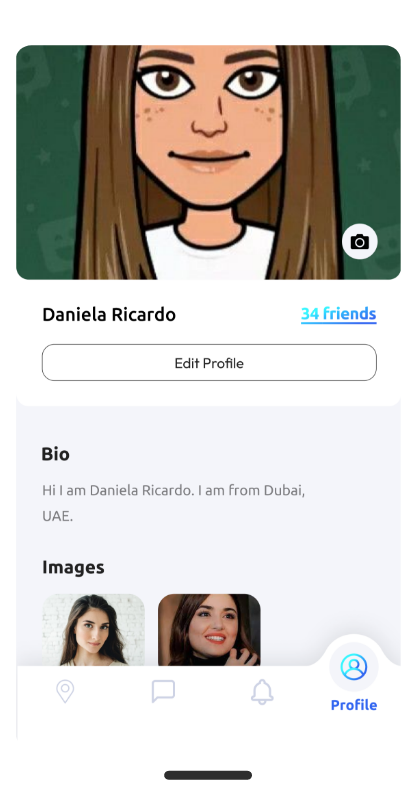 Daniela Ricardo
34 friends
Edit Profile
Bio
Hi I am Daniela Ricardo. I am from Dubai,
UAE.
Images
Profile